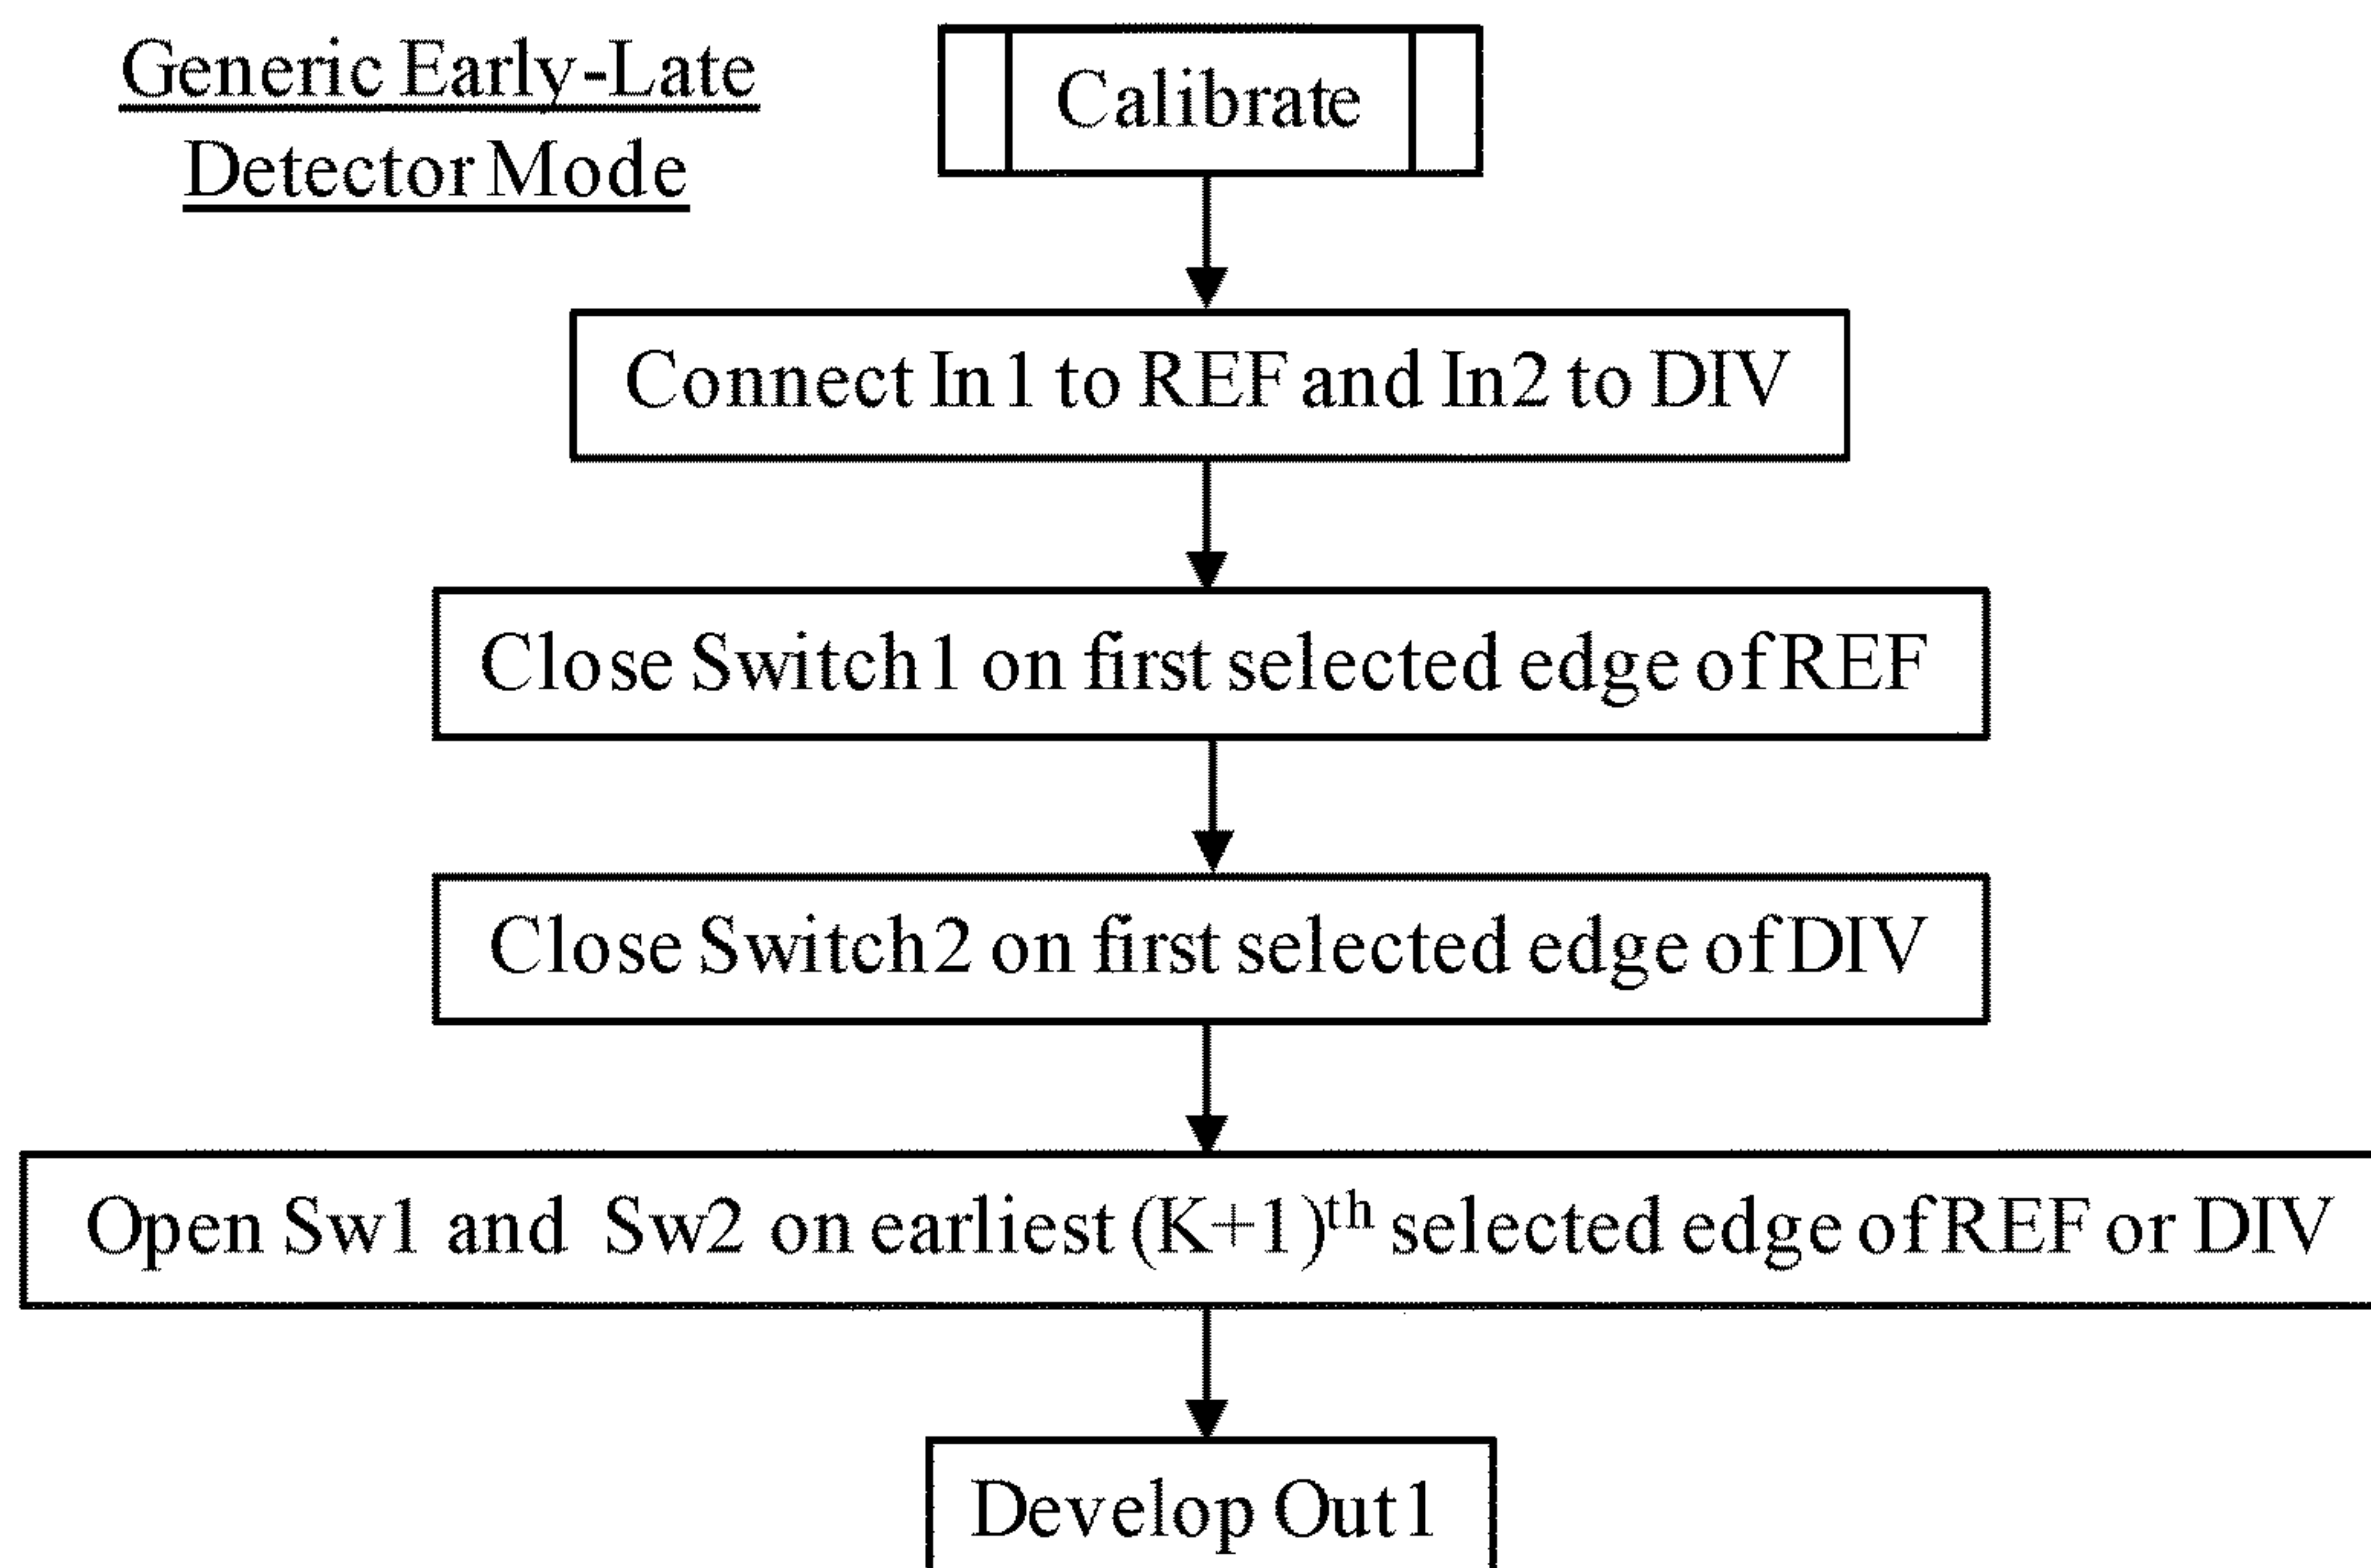 Generic Early-Late
Detector Mode
Calibrate
Connect In1 to REF and In2 to DIV
Close Switch1 on first selected edge of REF
Close Switch2 on first selected edge of DIV
Open Sw1 and Sw2 on earliest (K+1)th selected edge of REF or DIV
Develop Out1